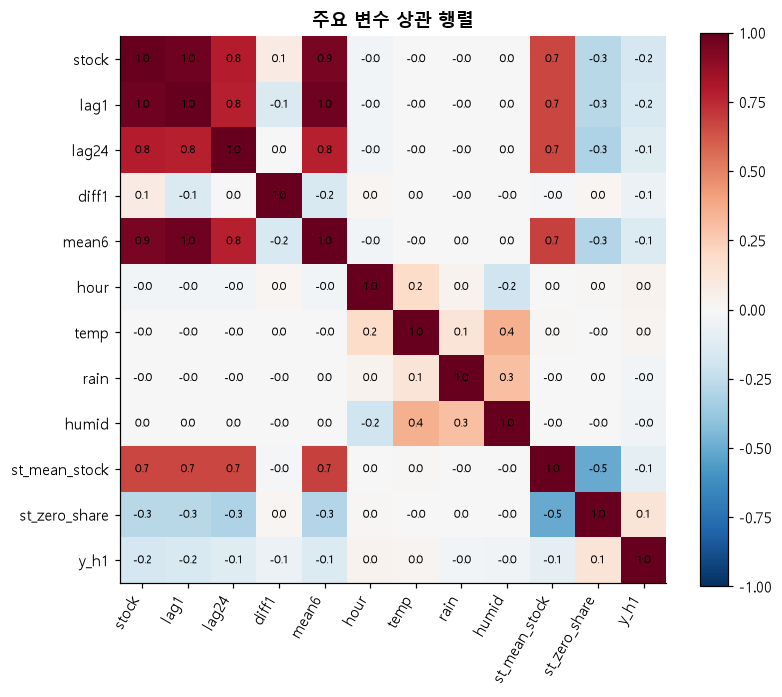 주요 변수 상관 행렬
stock 1.0 1.0 0.8 0.1 0.9 -0.0 -0.0 -0.0 0.0 0.7 -0.3 -0.2
lag1 1.0 1.0 0.8 -0.1 1.0 -0.0 -0.0 -0.0 0.0 0.7 -0.3 -0.2
lag24 0.8 0.8 1.0 0.0 0.8 -0.0 -0.0 -0.0 0.0 0.7 -0.3 -0.1
diff1 0.1 -0.1 0.0 1.0 -0.2 0.0 0.0 -0.0 -0.0 -0.0 0.0 -0.1
mean6 0.9 1.0 0.8 -0.2 1.0 -0.0 -0.0 0.0 0.0 0.7 -0.3 -0.1
hour -0.0 -0.0 -0.0 0.0 -0.0 1.0 0.2 0.0 -0.2 0.0 0.0 0.0
temp -0.0 -0.0 -0.0 0.0 -0.0 0.2 1.0 0.1 0.4 0.0 -0.0 0.0
rain -0.0 -0.0 -0.0 -0.0 0.0 0.0 0.1 1.0 0.3 -0.0 0.0 -0.0
humid 0.0 0.0 0.0 -0.0 0.0 -0.2 0.4 0.3 1.0 -0.0 -0.0 -0.0
st_mean_stock 0.7 0.7 0.7 -0.0 0.7 0.0 0.0 -0.0 -0.0 1.0 -0.5 -0.1
st_zero_share -0.3 -0.3 -0.3 0.0 -0.3 0.0 -0.0 0.0 -0.0 -0.5 1.0 0.1
y_h1 -0.2 -0.2 -0.1 -0.1 -0.1 0.0 0.0 -0.0 -0.0 -0.1 0.1 1.0
stock lag1 lag24 diff1 mean6 hour temp rain humid st_mean_stock st_zero_share y_h1
1.00
0.75
0.50
0.25
0.00
-0.25
-0.50
-0.75
-1.00